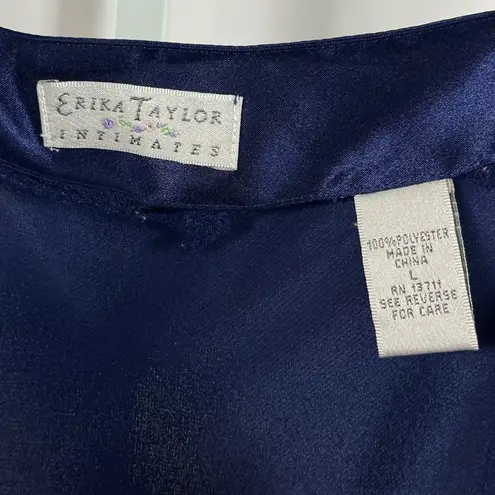 ERIKA TAYLOR
INTIMATES
100% POLYESTER
MADE IN
CHINA
L
RN 13711
SEE REVERSE
FOR CARE